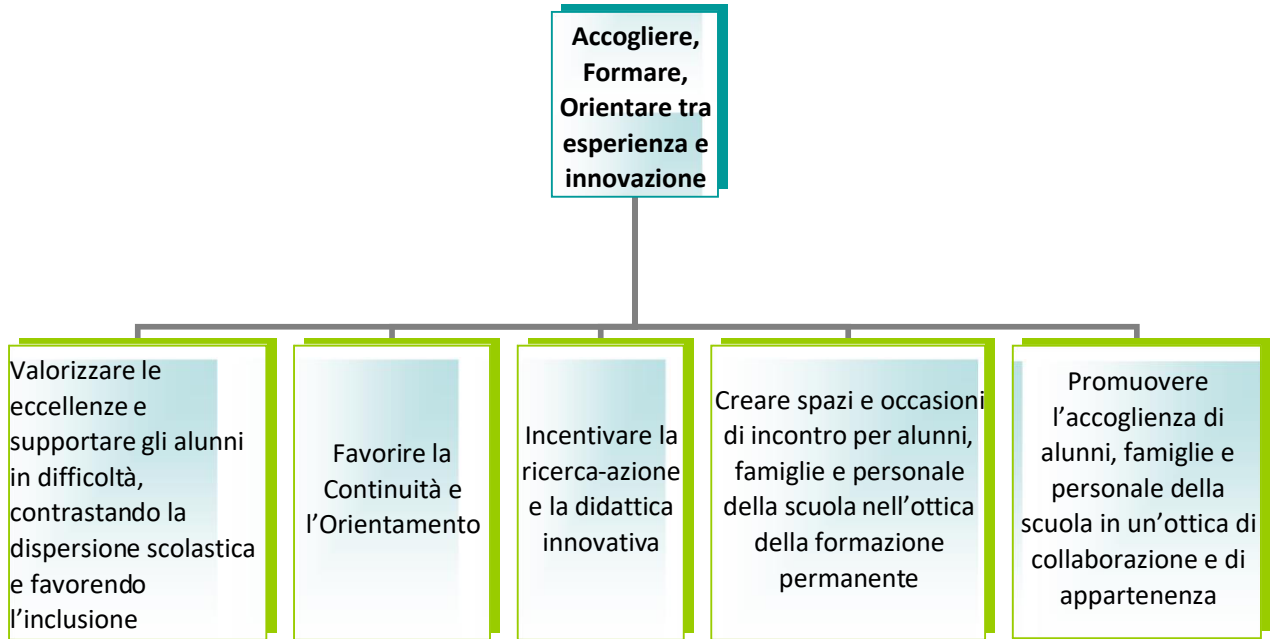 Accogliere,
Formare,
Orientare tra
esperienza e
innovazione
Valorizzare le
eccellenze e
supportare gli alunni
in difficoltà,
contrastando la
dispersione scolastica
e favorendo
l’inclusione
Favorire la
Continuità e
l’Orientamento
Incentivare la
ricerca-azione
e la didattica
innovativa
Creare spazi e occasioni
di incontro per alunni,
famiglie e personale
della scuola nell’ottica
della formazione
permanente
Promuovere
l’accoglienza di
alunni, famiglie e
personale della
scuola in un’ottica di
collaborazione e di
appartenenza